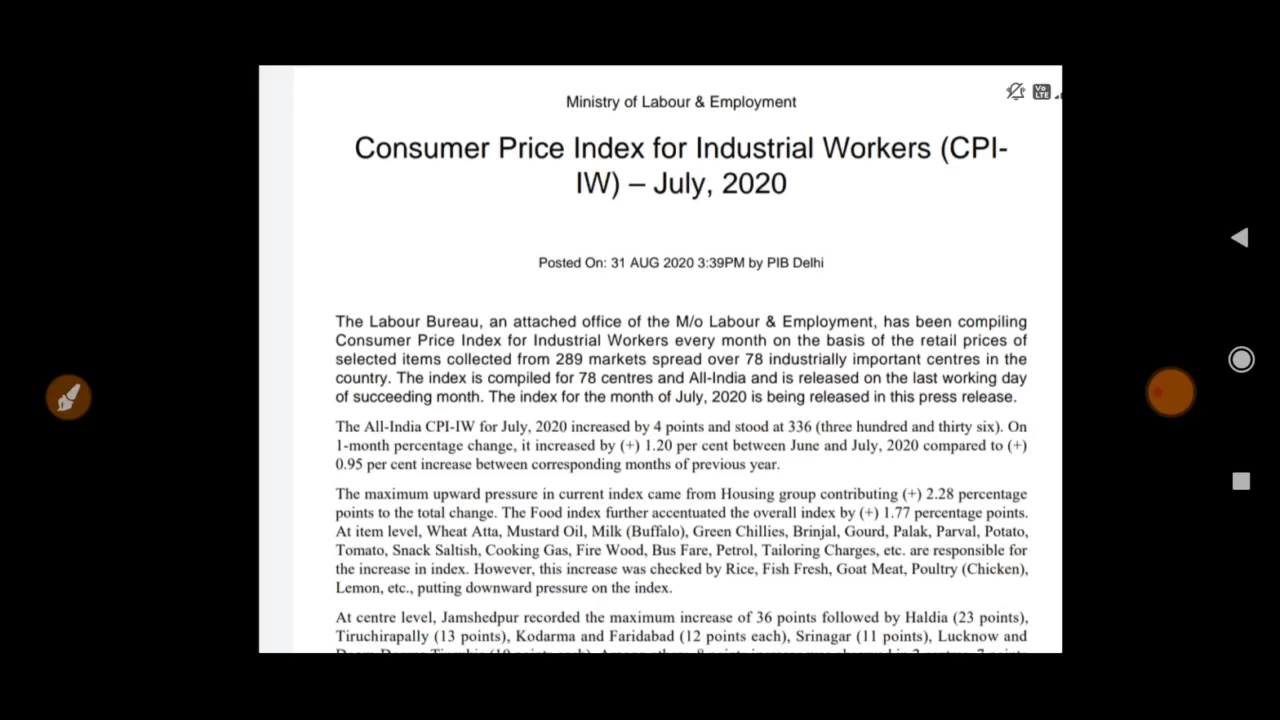 Ministry of Labour & Employment
Vo
LTE
Consumer Price Index for Industrial Workers (CPI-
IW) – July, 2020
Posted On: 31 AUG 2020 3:39PM by PIB Delhi
The Labour Bureau, an attached office of the M/o Labour & Employment, has been compiling
Consumer Price Index for Industrial Workers every month on the basis of the retail prices of
selected items collected from 289 markets spread over 78 industrially important centres in the
country. The index is compiled for 78 centres and All-India and is released on the last working day
of succeeding month. The index for the month of July, 2020 is being released in this press release.
The All-India CPI-IW for July, 2020 increased by 4 points and stood at 336 (three hundred and thirty six). On
1-month percentage change, it increased by (+) 1.20 per cent between June and July, 2020 compared to (+)
0.95 per cent increase between corresponding months of previous year.
The maximum upward pressure in current index came from Housing group contributing (+) 2.28 percentage
points to the total change. The Food index further accentuated the overall index by (+) 1.77 percentage points.
At item level, Wheat Atta, Mustard Oil, Milk (Buffalo), Green Chillies, Brinjal, Gourd, Palak, Parval, Potato,
Tomato, Snack Saltish, Cooking Gas, Fire Wood, Bus Fare, Petrol, Tailoring Charges, etc. are responsible for
the increase in index. However, this increase was checked by Rice, Fish Fresh, Goat Meat, Poultry (Chicken),
Lemon, etc., putting downward pressure on the index.
At centre level, Jamshedpur recorded the maximum increase of 36 points followed by Haldia (23 points),
Tiruchirapally (13 points), Kodarma and Faridabad (12 points each), Srinagar (11 points), Lucknow and